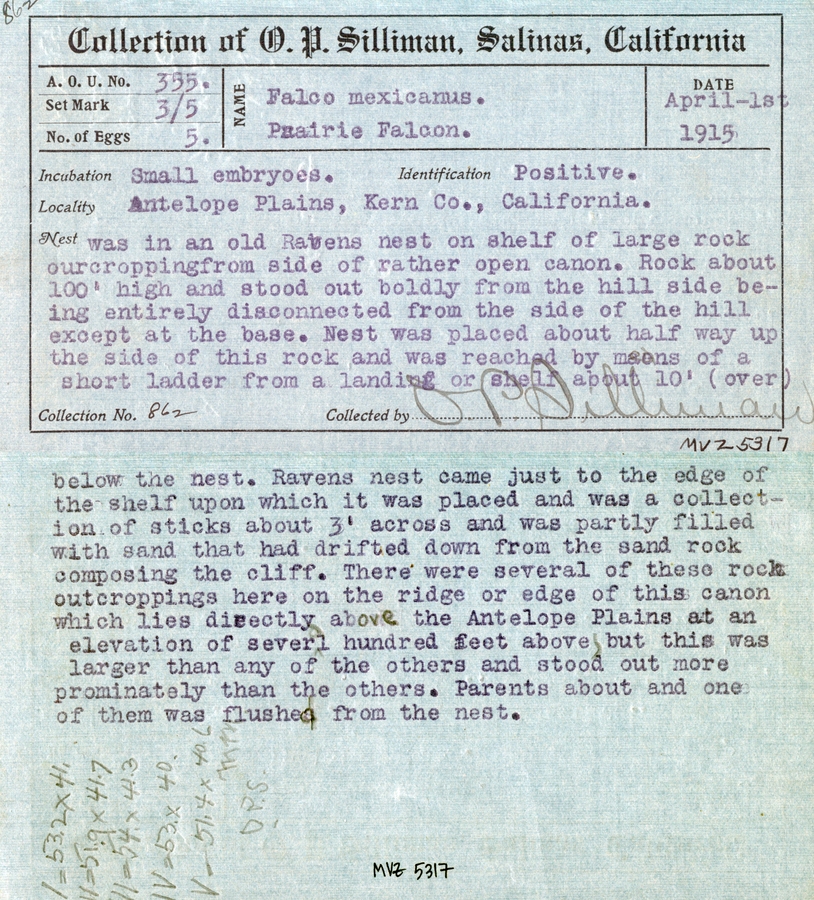 862
Collection of O. P. Silliman, Salinas, California
A. O. U. No. 355.
Set Mark 3/5
No. of Eggs 5.
NAME
Falco mexicanus.
Prairie Falcon.
DATE
April-1st
1915
Incubation Small embryoes. Identification Positive.
Locality Antelope Plains, Kern Co., California.
Nest was in an old Ravens nest on shelf of large rock
ourcroppingfrom side of rather open canon. Rock about
100' high and stood out boldly from the hill side be-
ing entirely disconnected from the side of the hill
except at the base. Nest was placed about half way up
the side of this rock and was reached by means of a
short ladder from a landing or shelf about 10' (over)
Collection No. 862 Collected by O P Silliman
MVZ 5317
below the nest. Ravens nest came just to the edge of
the shelf upon which it was placed and was a collect-
ion of sticks about 3' across and was partly filled
with sand that had drifted down from the sand rock
composing the cliff. There were several of these rock
outcroppings here on the ridge or edge of this canon
which lies directly above the Antelope Plains at an
elevation of severl hundred feet above, but this was
larger than any of the others and stood out more
prominately than the others. Parents about and one
of them was flushed from the nest.
I = 53.2 x 41.
II = 51.9 x 41.7
III = 54 x 41.3
IV = 53. x 40.
V = 51.4 x 40.6
O.P.S.
MVZ 5317